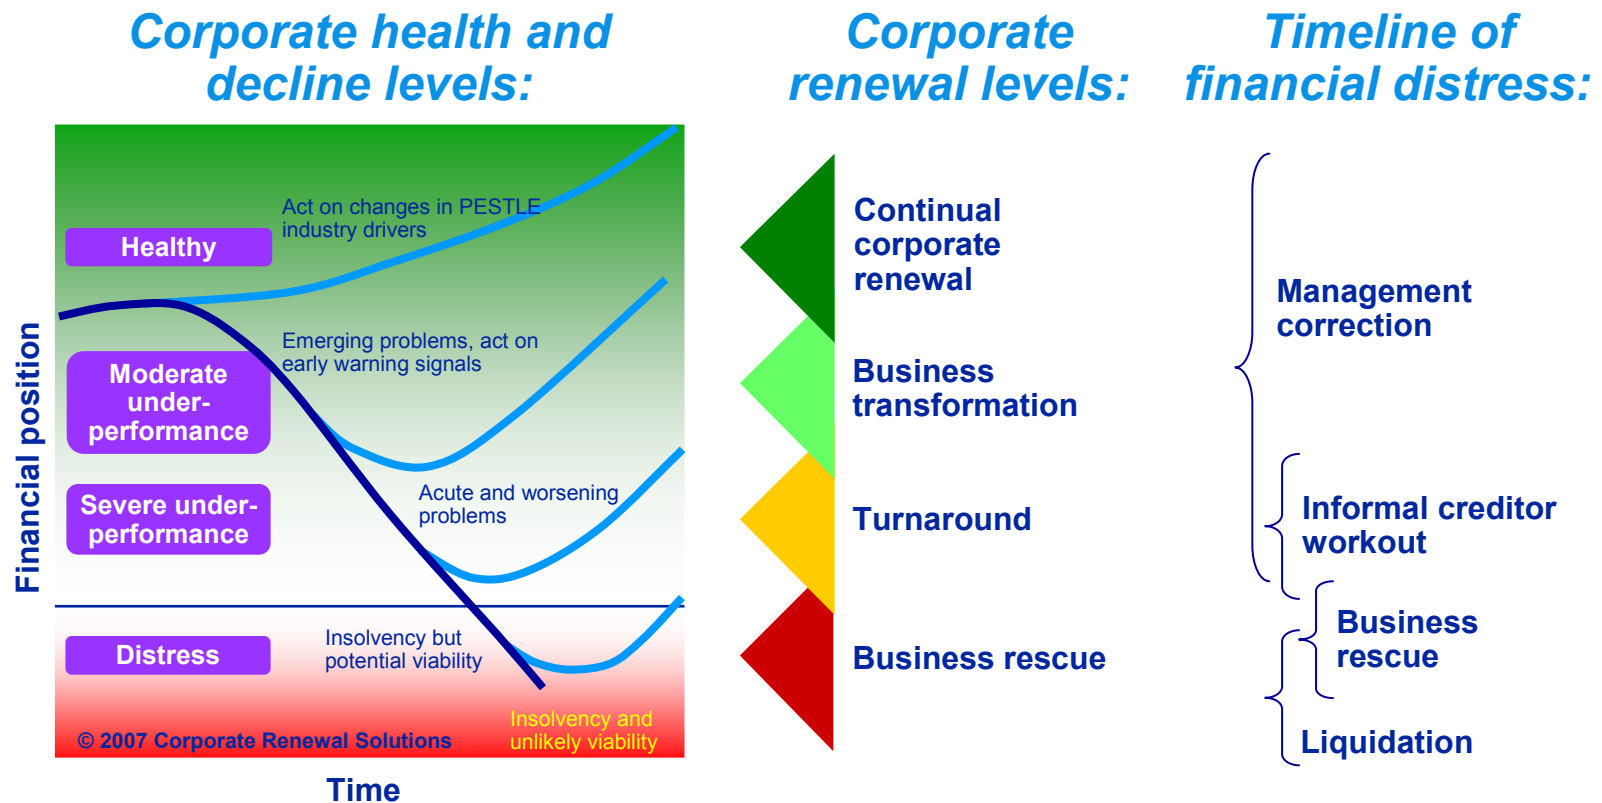 Corporate health and
decline levels:
Corporate
renewal levels:
Timeline of
financial distress:
Financial position
Healthy
Act on changes in PESTLE
industry drivers
Moderate
under-
performance
Emerging problems, act on
early warning signals
Severe under-
performance
Acute and worsening
problems
Distress
Insolvency but
potential viability
Insolvency and
unlikely viability
© 2007 Corporate Renewal Solutions
Time
Continual
corporate
renewal
Business
transformation
Turnaround
Business rescue
Management
correction
Informal creditor
workout
Business
rescue
Liquidation